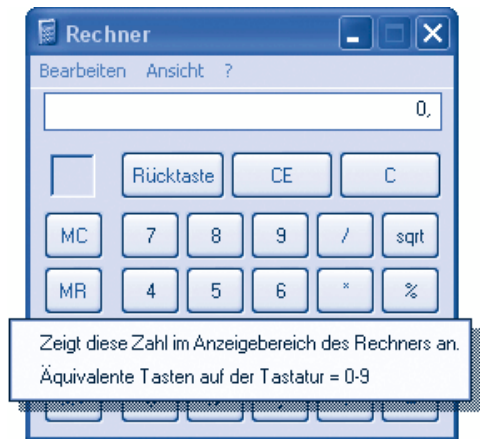 Rechner
Bearbeiten Ansicht ?
0,
Rücktaste CE C
MC 7 8 9 / sqrt
MR 4 5 6 * %
Zeigt diese Zahl im Anzeigebereich des Rechners an.
Äquivalente Tasten auf der Tastatur = 0-9